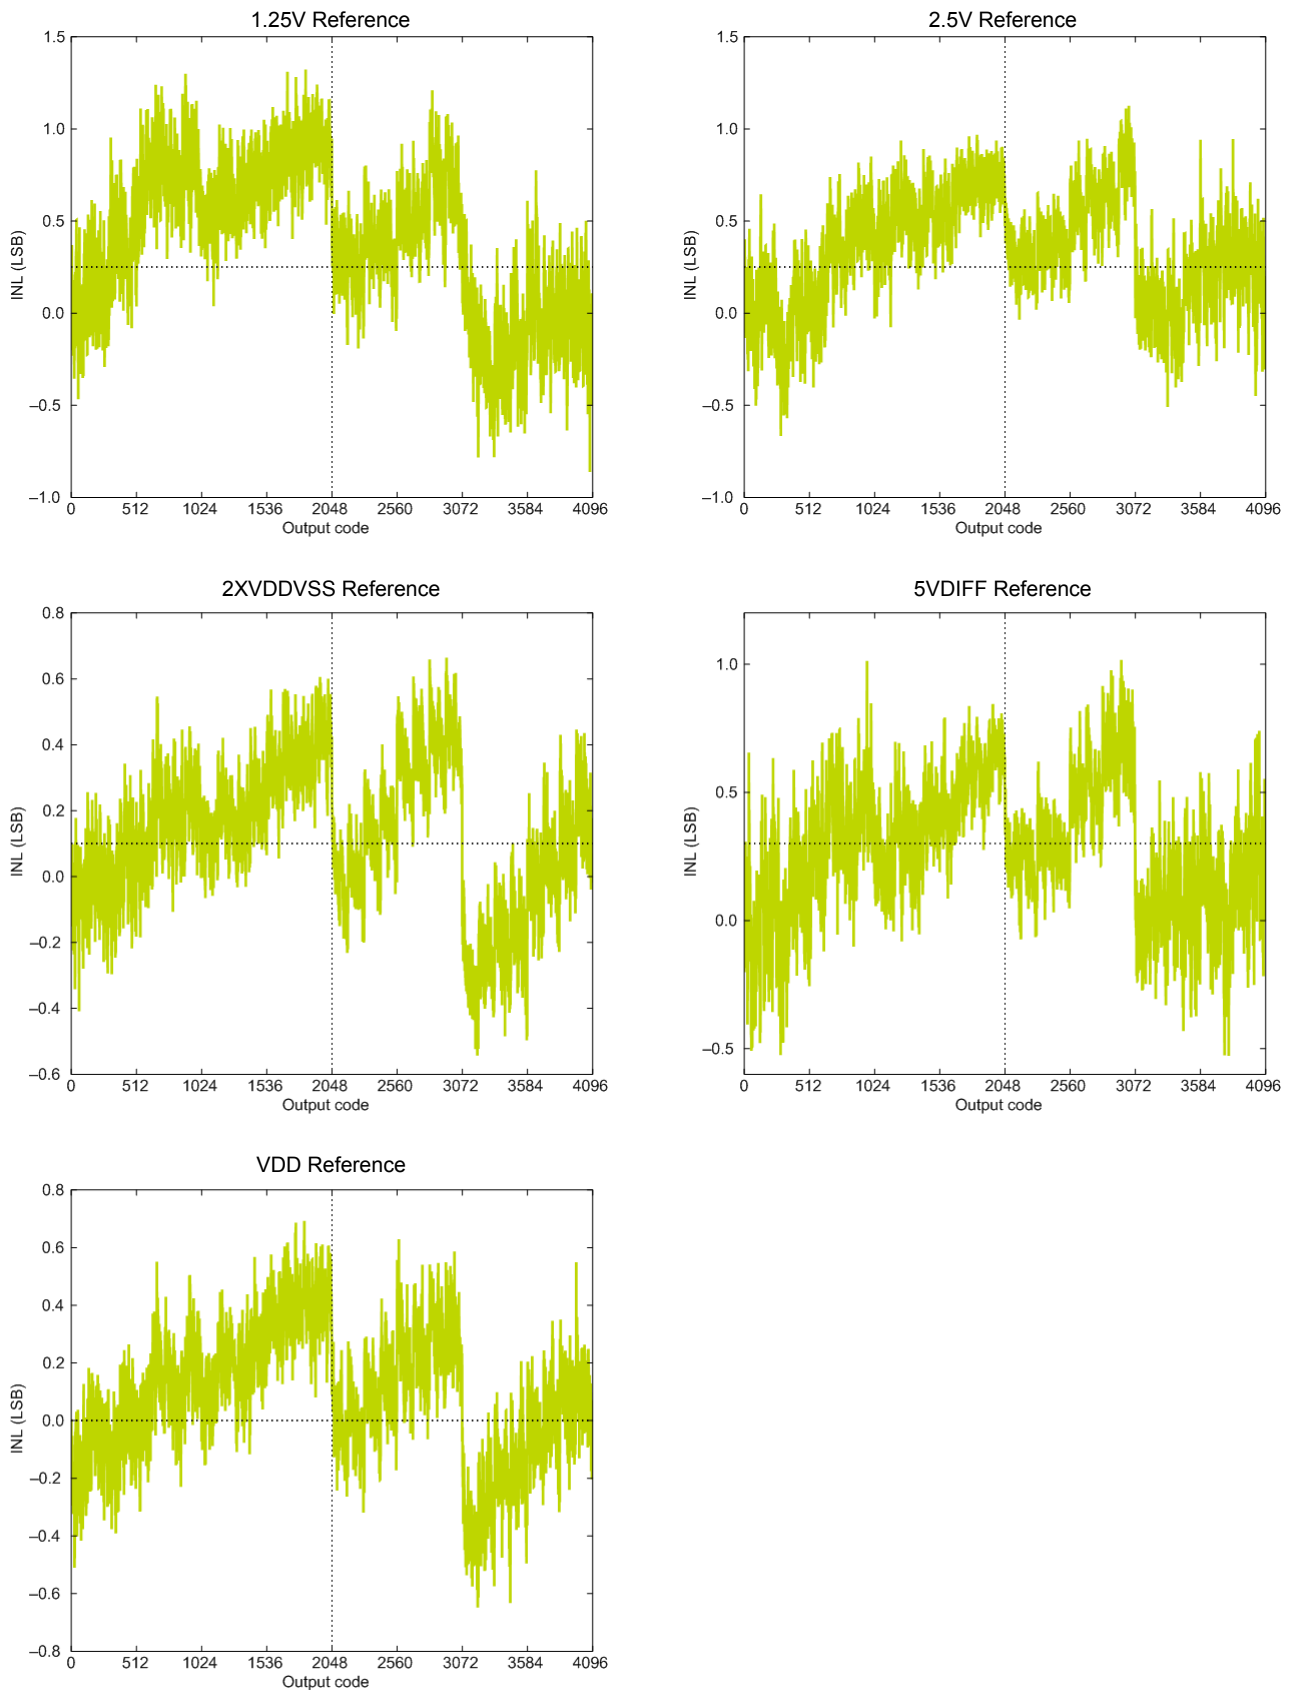 1.25V Reference
1.5
1.0
0.5
0.0
–0.5
–1.0
INL (LSB)
0 512 1024 1536 2048 2560 3072 3584 4096
Output code
2.5V Reference
1.5
1.0
0.5
0.0
–0.5
–1.0
INL (LSB)
0 512 1024 1536 2048 2560 3072 3584 4096
Output code
2XVDDVSS Reference
0.8
0.6
0.4
0.2
0.0
–0.2
–0.4
–0.6
INL (LSB)
0 512 1024 1536 2048 2560 3072 3584 4096
Output code
5VDIFF Reference
1.0
0.5
0.0
–0.5
INL (LSB)
0 512 1024 1536 2048 2560 3072 3584 4096
Output code
VDD Reference
0.8
0.6
0.4
0.2
0.0
–0.2
–0.4
–0.6
–0.8
INL (LSB)
0 512 1024 1536 2048 2560 3072 3584 4096
Output code